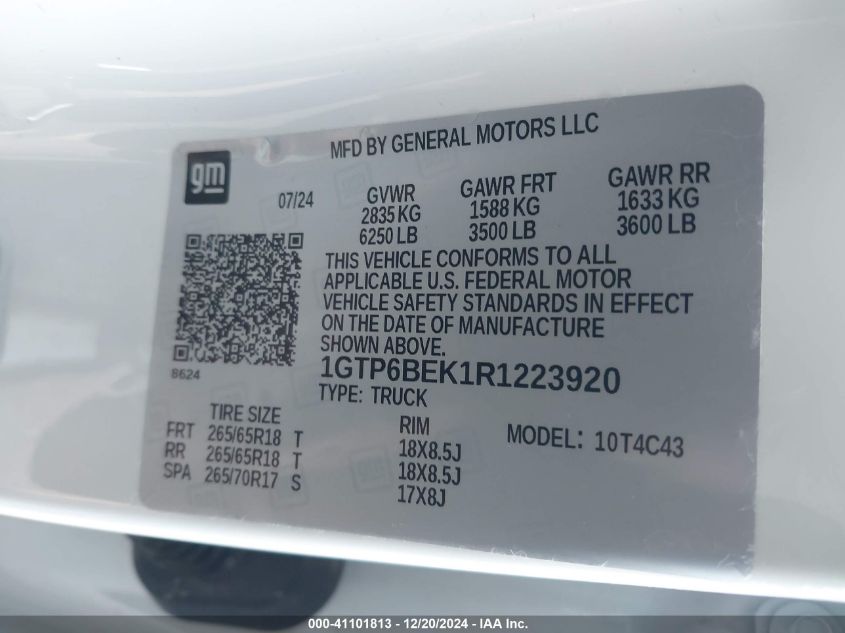 MFD BY GENERAL MOTORS LLC
gm
07/24
GVWR
2835 KG
6250 LB
GAWR FRT
1588 KG
3500 LB
GAWR RR
1633 KG
3600 LB
THIS VEHICLE CONFORMS TO ALL
APPLICABLE U.S. FEDERAL MOTOR
VEHICLE SAFETY STANDARDS IN EFFECT
ON THE DATE OF MANUFACTURE
SHOWN ABOVE.
8624
1GTP6BEK1R1223920
TYPE: TRUCK
TIRE SIZE
FRT 265/65R18 T
RR 265/65R18 T
SPA 265/70R17 S
RIM
18X8.5J
18X8.5J
17X8J
MODEL: 10T4C43
000-41101813 - 12/20/2024 - IAA Inc.